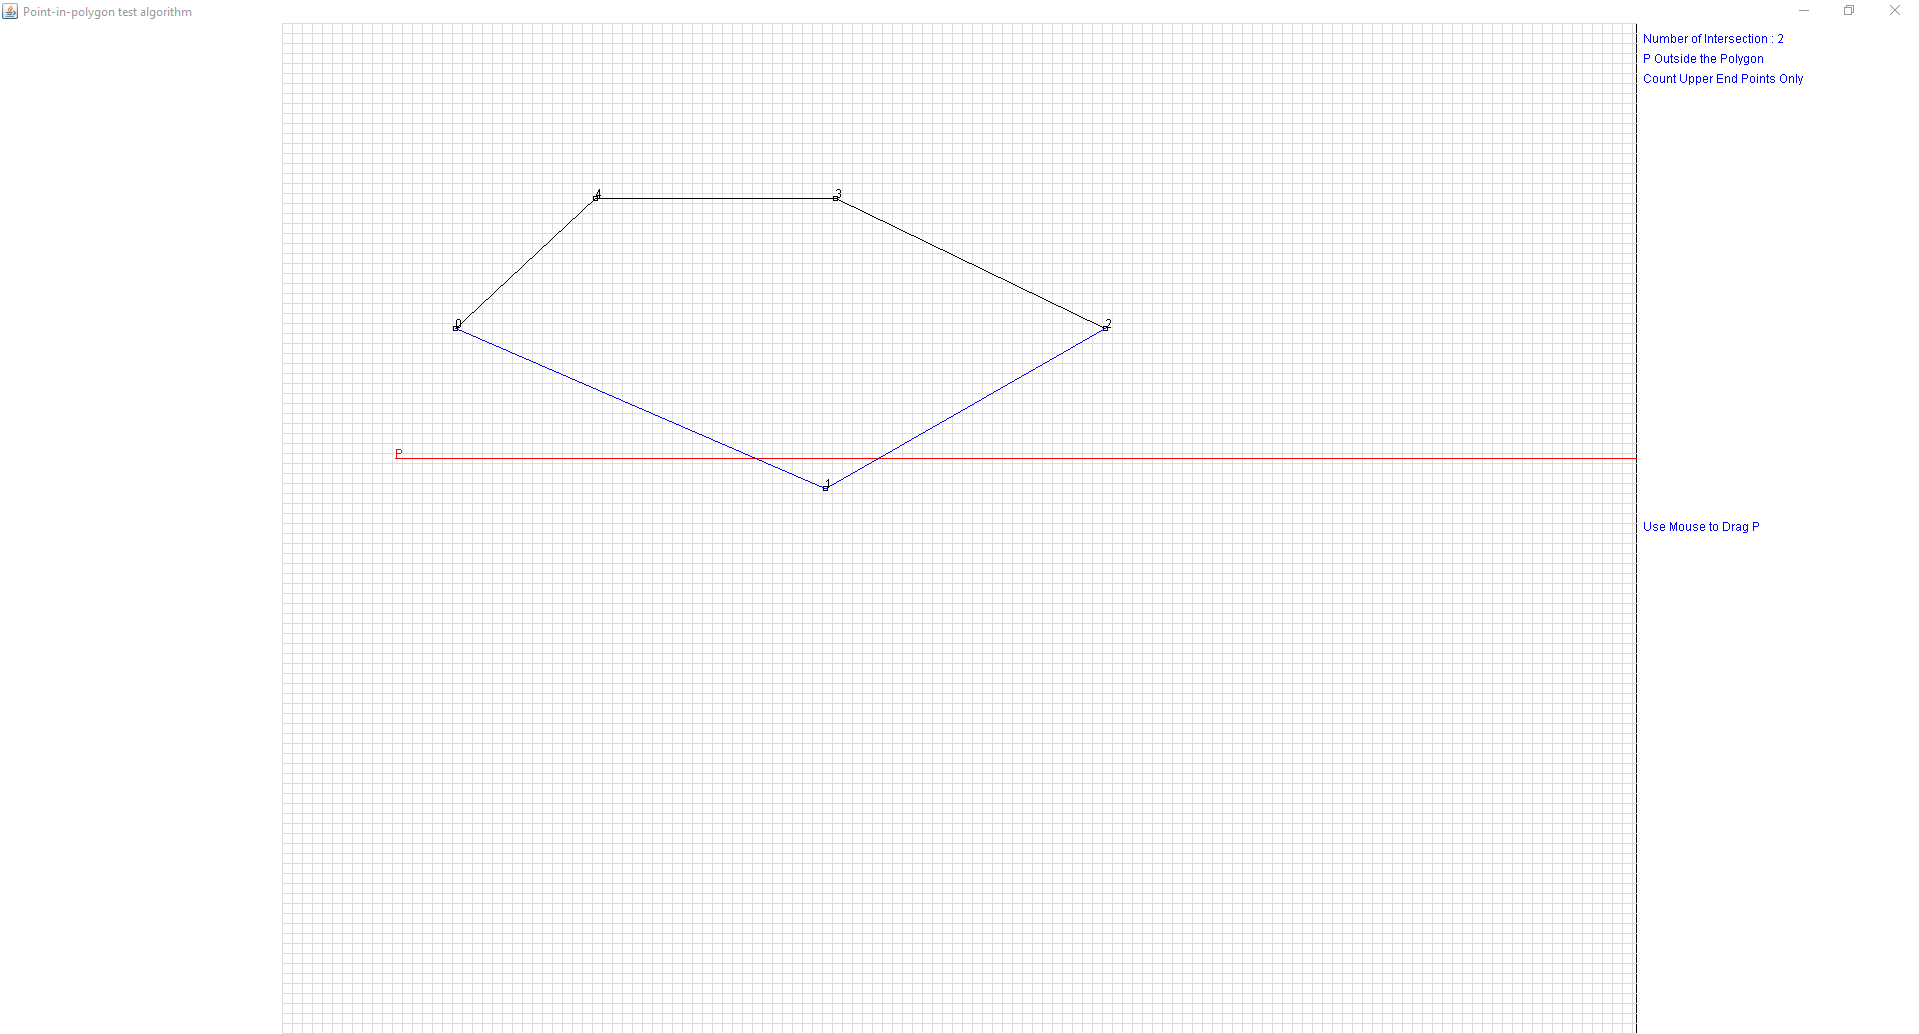 Point-in-polygon test algorithm
Number of Intersection : 2
P Outside the Polygon
Count Upper End Points Only
4
3
0
2
P
1
Use Mouse to Drag P